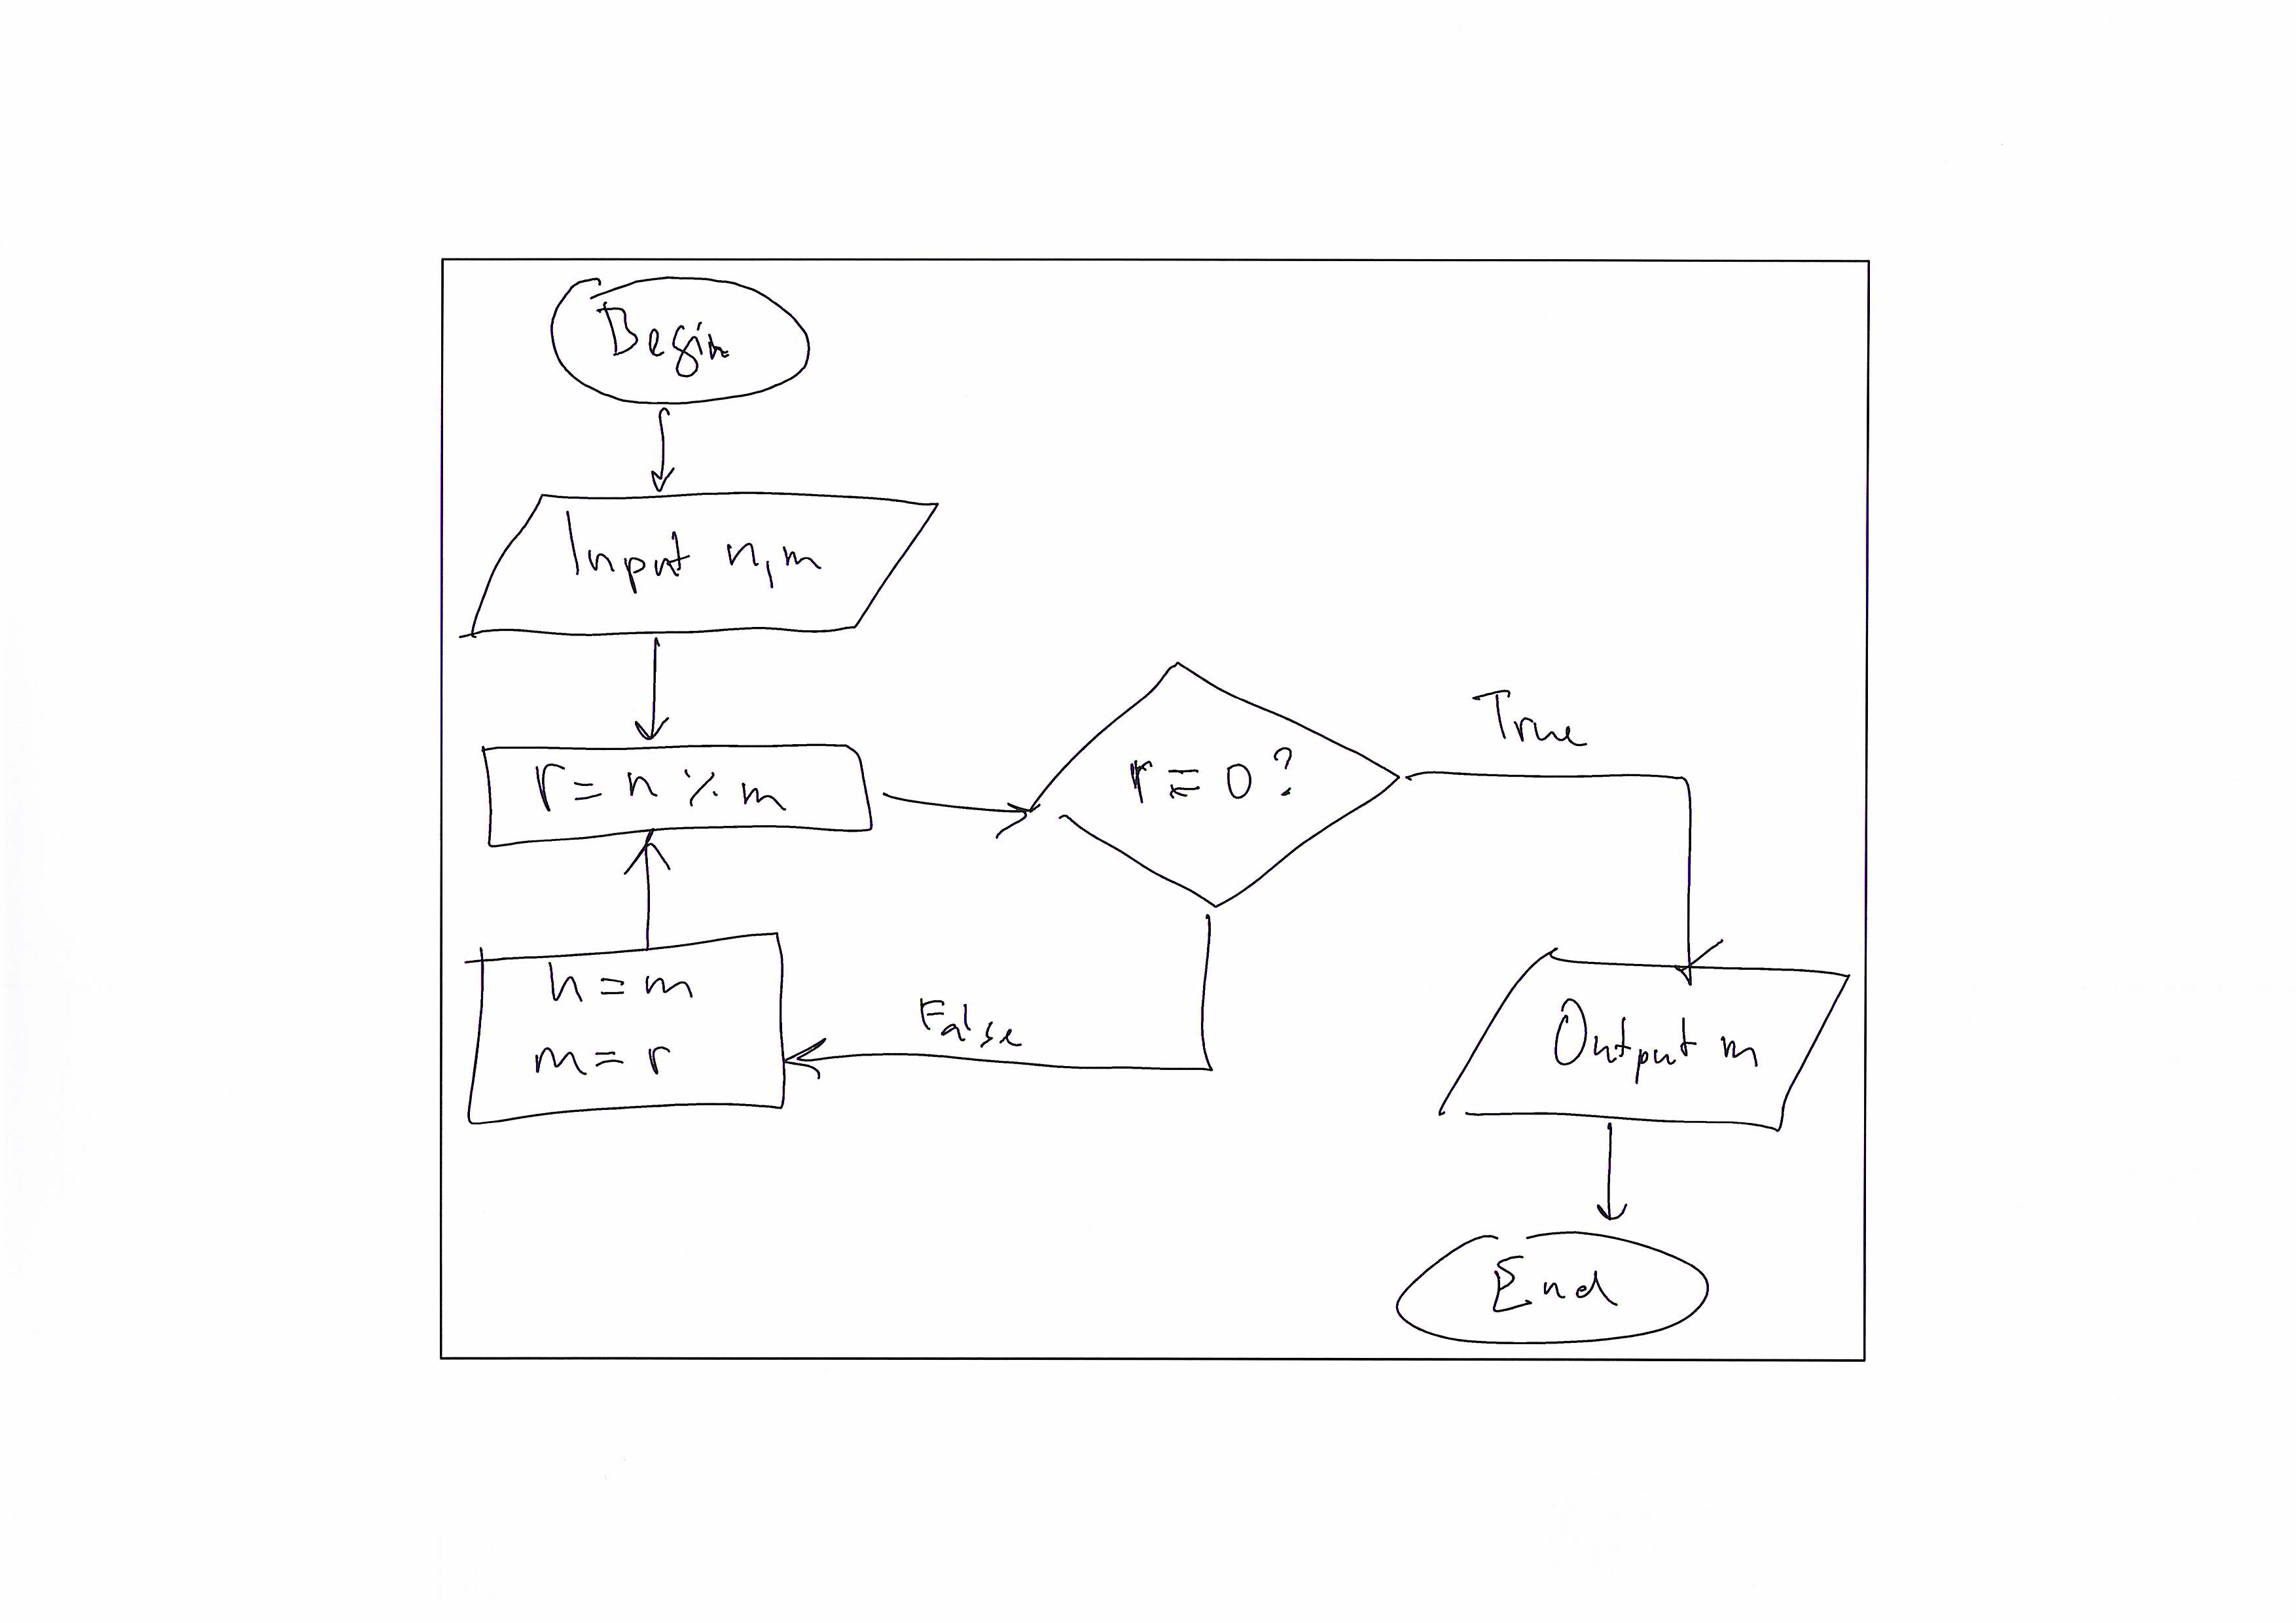 Begin
Input n,m
r = n % m
r = 0 ?
True
n = m
m = r
False
Output m
End